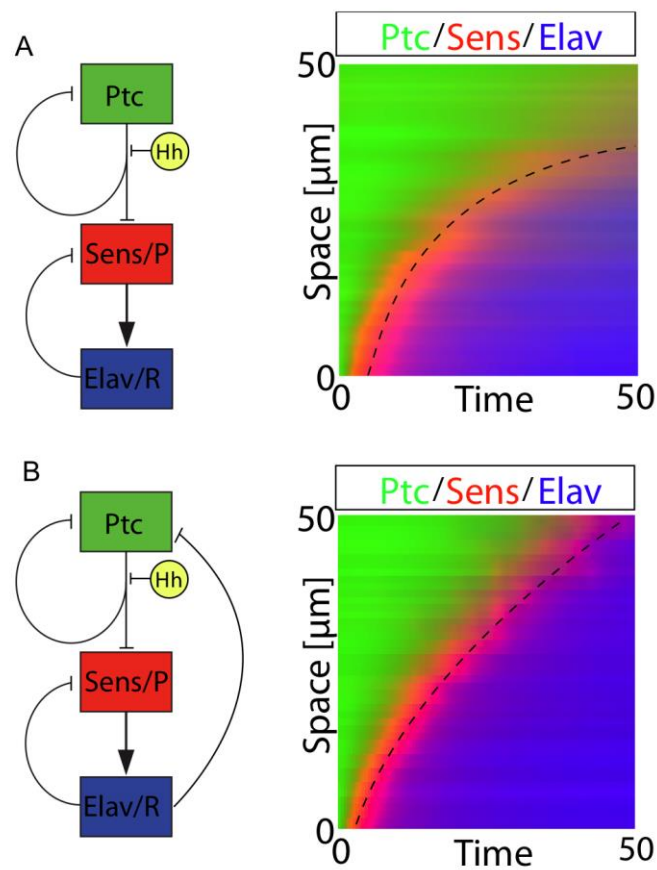 A
Ptc
Hh
Sens/P
Elav/R
Ptc/Sens/Elav
50
Space [µm]
0
0
Time
50
B
Ptc
Hh
Sens/P
Elav/R
Ptc/Sens/Elav
50
Space [µm]
0
0
Time
50